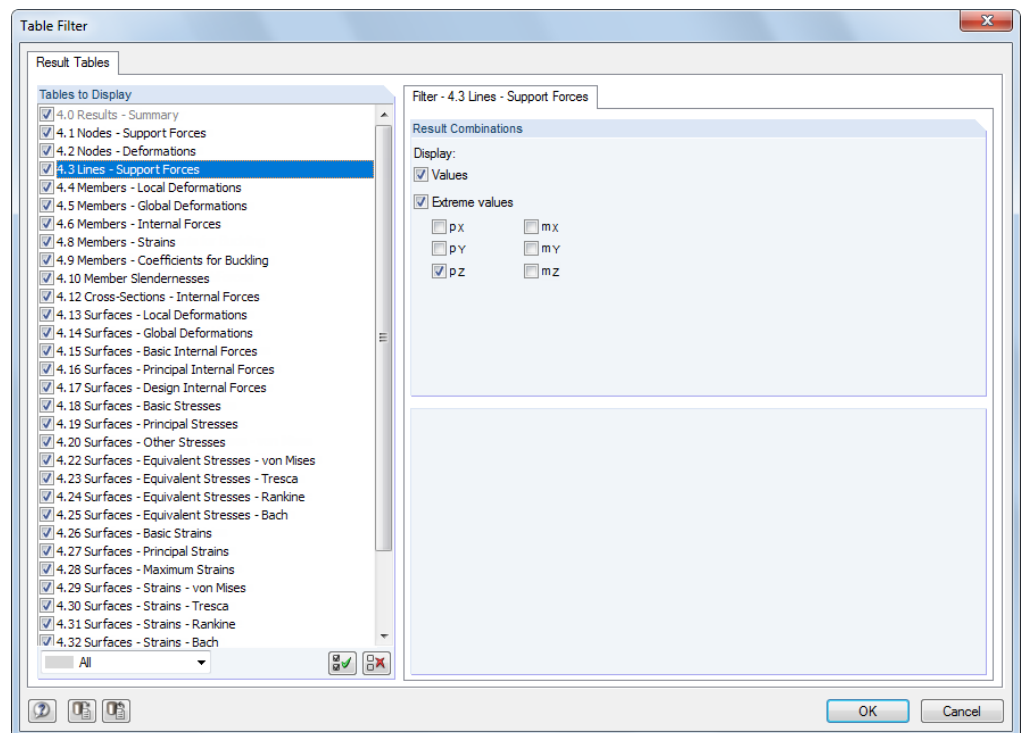 Table Filter
Result Tables
Tables to Display
4.0 Results - Summary
4.1 Nodes - Support Forces
4.2 Nodes - Deformations
4.3 Lines - Support Forces
4.4 Members - Local Deformations
4.5 Members - Global Deformations
4.6 Members - Internal Forces
4.8 Members - Strains
4.9 Members - Coefficients for Buckling
4.10 Member Slendernesses
4.12 Cross-Sections - Internal Forces
4.13 Surfaces - Local Deformations
4.14 Surfaces - Global Deformations
4.15 Surfaces - Basic Internal Forces
4.16 Surfaces - Principal Internal Forces
4.17 Surfaces - Design Internal Forces
4.18 Surfaces - Basic Stresses
4.19 Surfaces - Principal Stresses
4.20 Surfaces - Other Stresses
4.22 Surfaces - Equivalent Stresses - von Mises
4.23 Surfaces - Equivalent Stresses - Tresca
4.24 Surfaces - Equivalent Stresses - Rankine
4.25 Surfaces - Equivalent Stresses - Bach
4.26 Surfaces - Basic Strains
4.27 Surfaces - Principal Strains
4.28 Surfaces - Maximum Strains
4.29 Surfaces - Strains - von Mises
4.30 Surfaces - Strains - Tresca
4.31 Surfaces - Strains - Rankine
4.32 Surfaces - Strains - Bach
All
Filter - 4.3 Lines - Support Forces
Result Combinations
Display:
Values
Extreme values
pX mX
pY mY
pZ mZ
OK Cancel